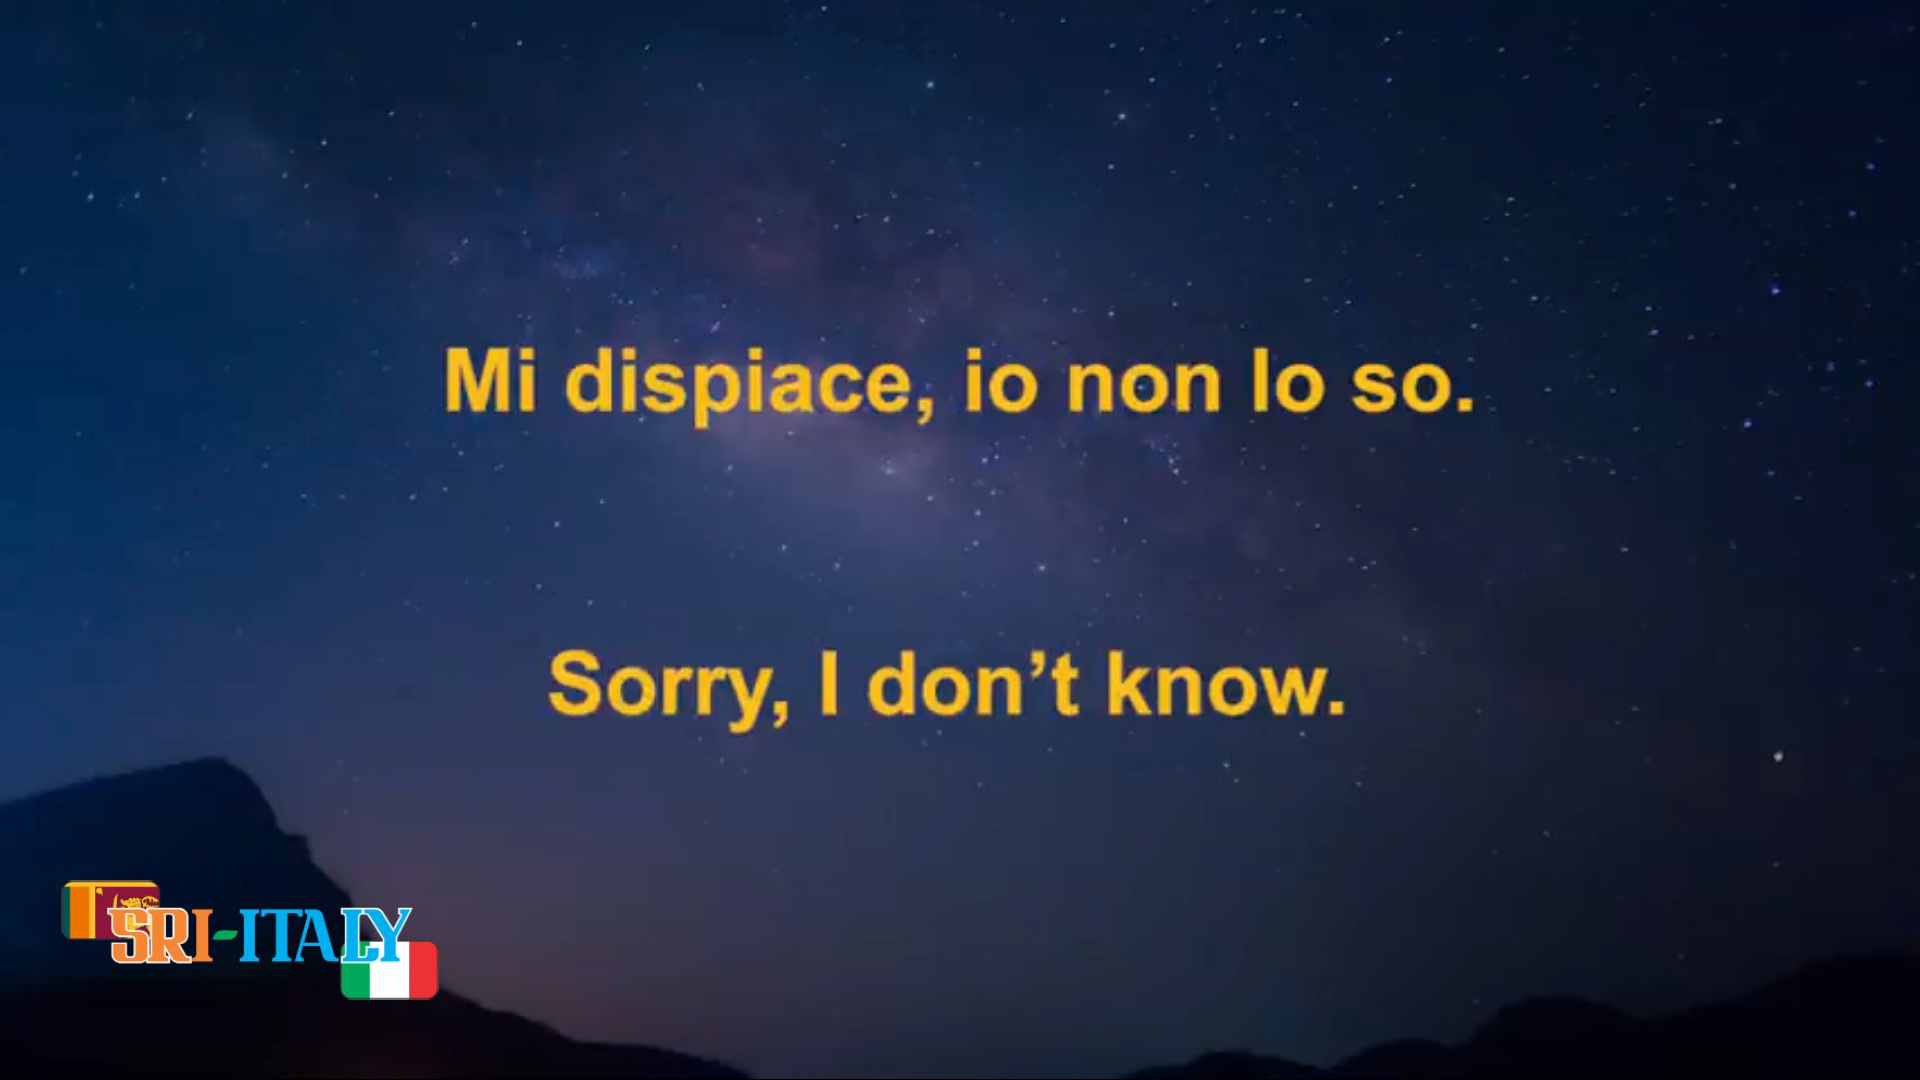 Mi dispiace, io non lo so.
Sorry, I don’t know.
SRI-ITALY